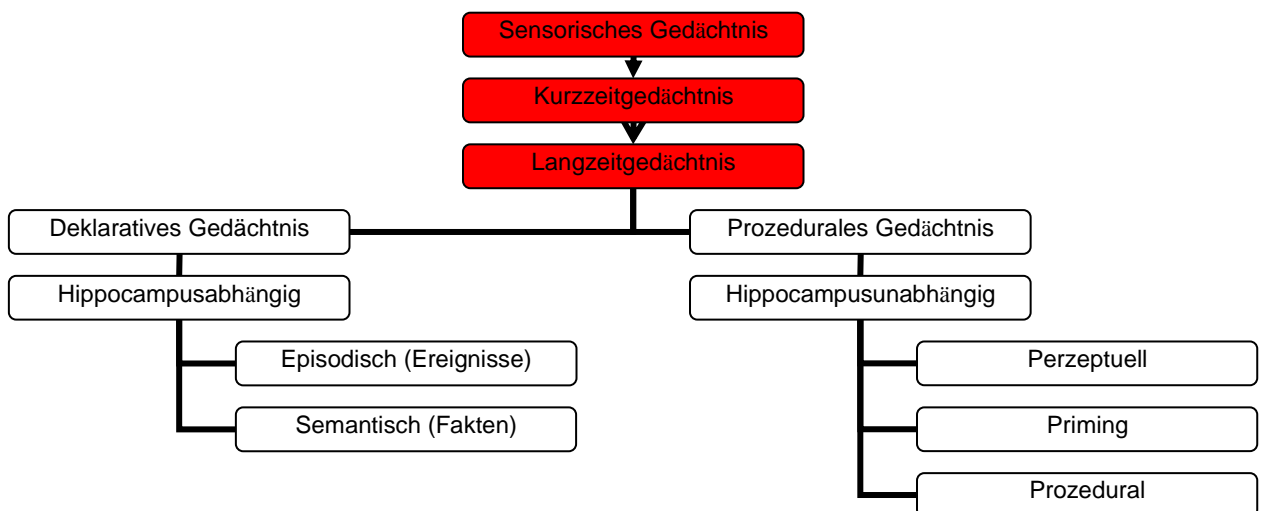 Sensorisches Gedächtnis
Kurzzeitgedächtnis
Langzeitgedächtnis
Deklaratives Gedächtnis
Prozedurales Gedächtnis
Hippocampusabhängig
Hippocampusunabhängig
Episodisch (Ereignisse)
Perzeptuell
Semantisch (Fakten)
Priming
Prozedural